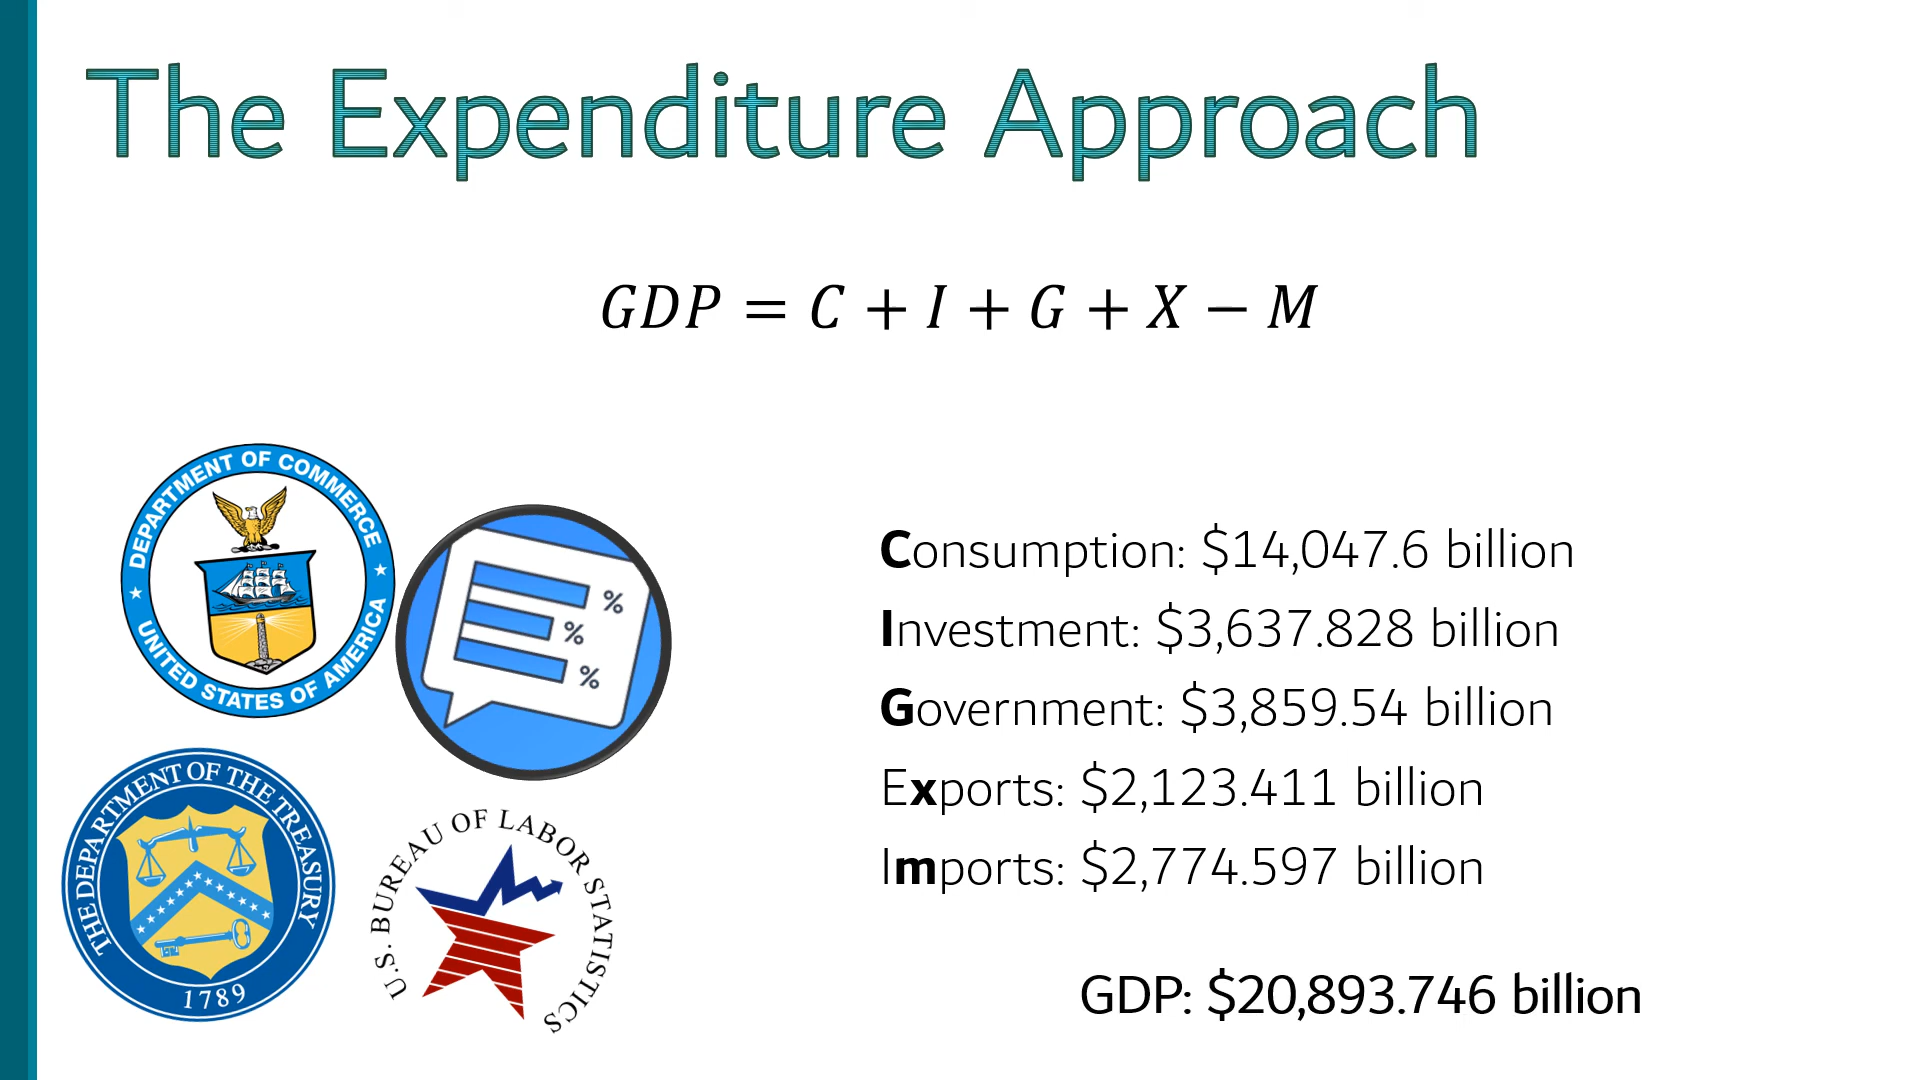 The Expenditure Approach
GDP = C + I + G + X − M
DEPARTMENT OF COMMERCE
★ UNITED STATES OF AMERICA ★
%
%
%
THE DEPARTMENT OF THE TREASURY
1789
U.S. BUREAU OF LABOR STATISTICS
Consumption: $14,047.6 billion
Investment: $3,637.828 billion
Government: $3,859.54 billion
Exports: $2,123.411 billion
Imports: $2,774.597 billion
GDP: $20,893.746 billion